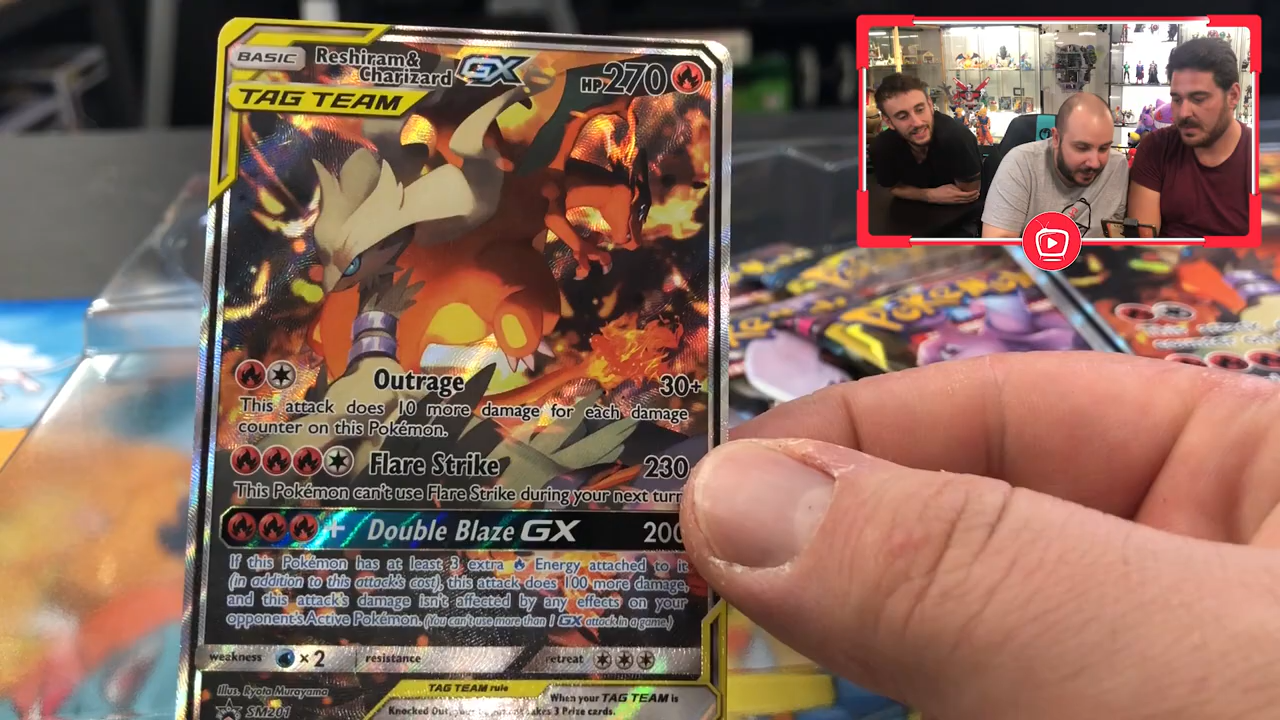 BASIC
Reshiram&
Charizard GX
HP270
TAG TEAM
Outrage 30+
This attack does 10 more damage for each damage
counter on this Pokémon.
Flare Strike 230
This Pokémon can't use Flare Strike during your next turn
+ Double Blaze GX 200
If this Pokémon has at least 3 extra Energy attached to it
(in addition to this attack's cost), this attack does 100 more damage,
and this attack's damage isn't affected by any effects on your
opponent's Active Pokémon. (You can't use more than 1 GX attack in a game.)
weakness ×2 resistance retreat
Illus. Ryota Murayama
SM201
TAG TEAM rule
When your TAG TEAM is
Knocked Out, your takes 3 Prize cards.
POKéMON